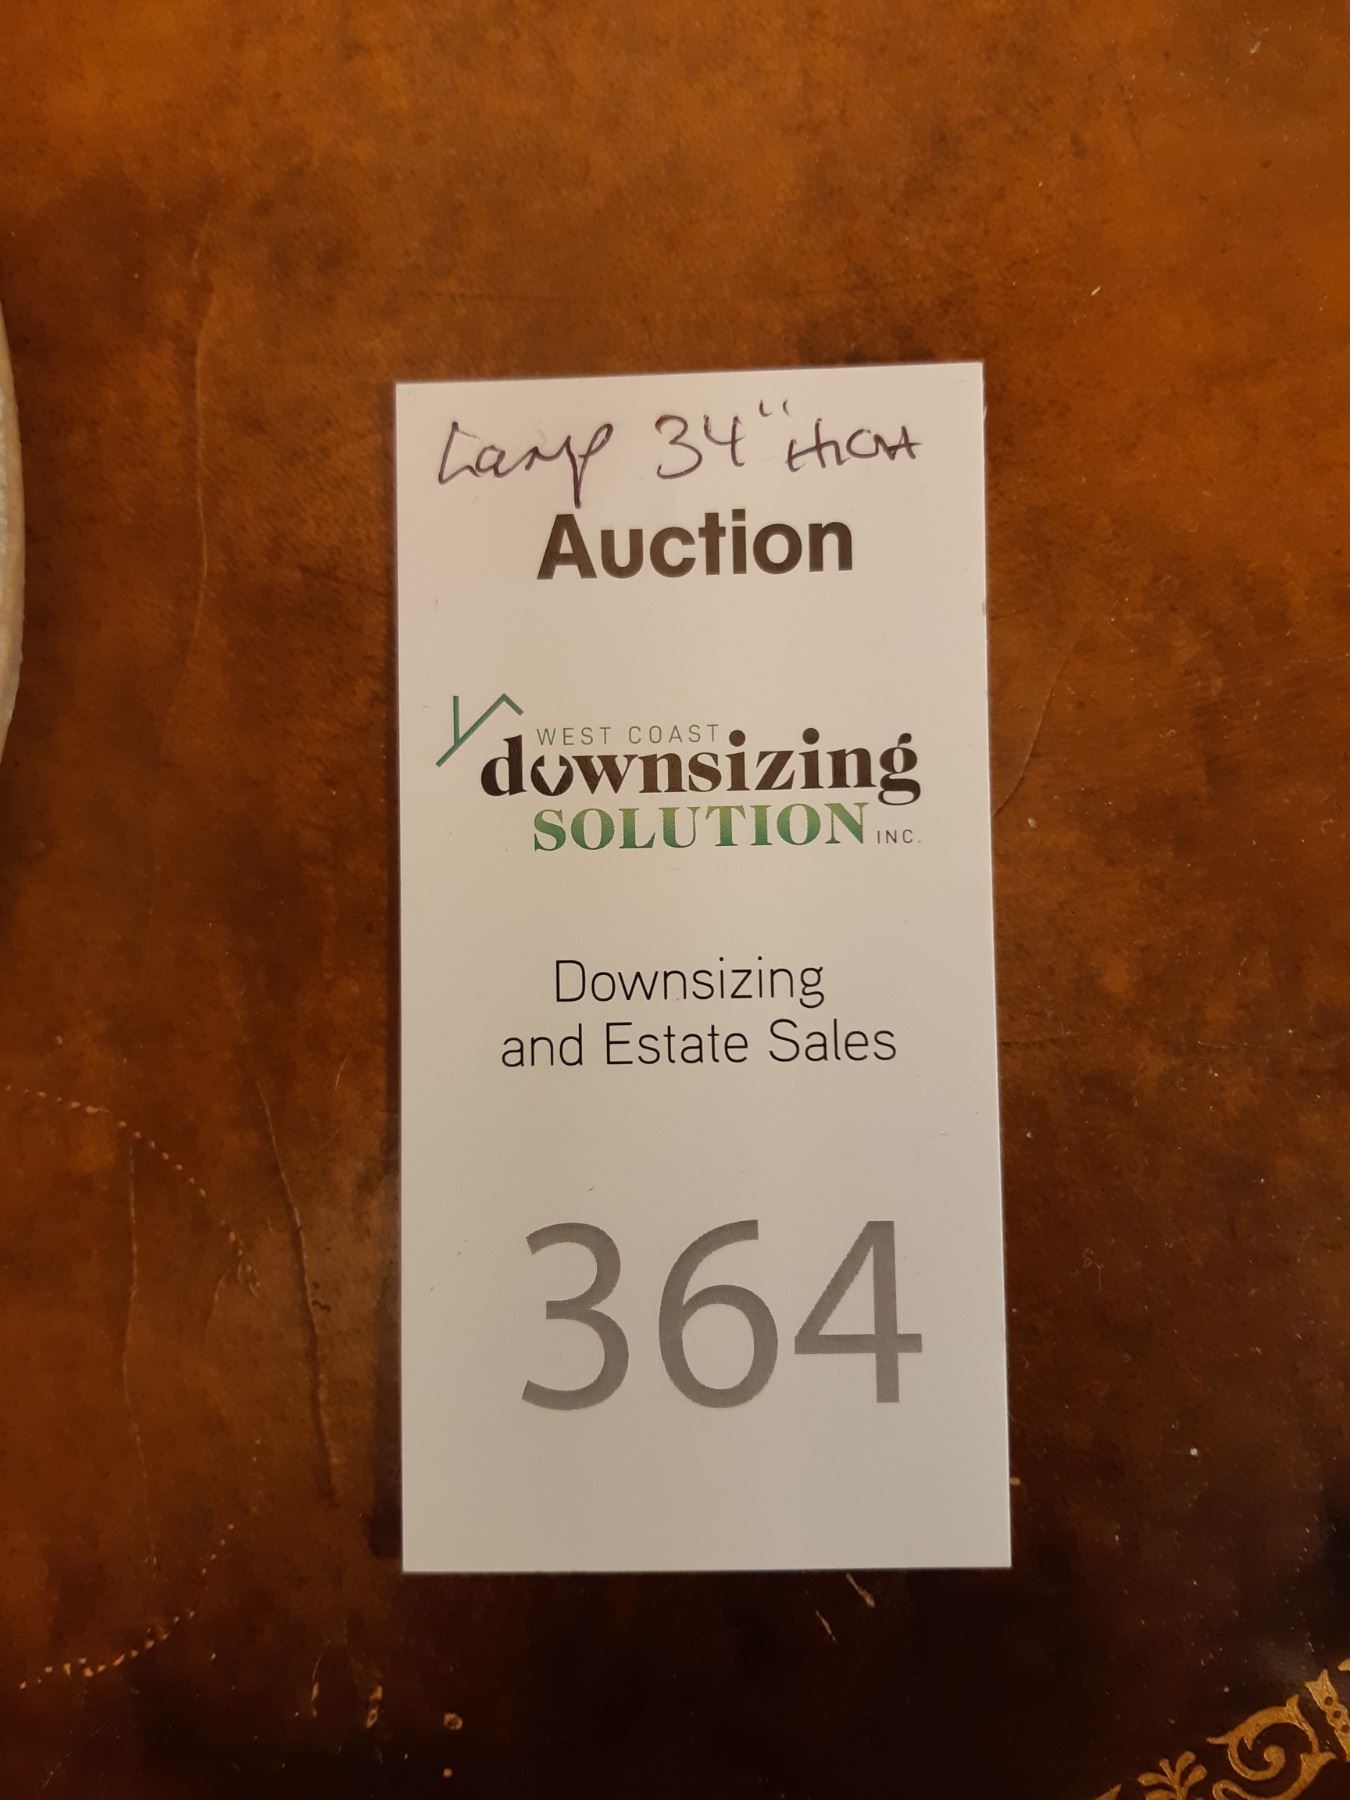 Lamp 34" HIGH
Auction
WEST COAST
downsizing
SOLUTION INC.
Downsizing
and Estate Sales
364